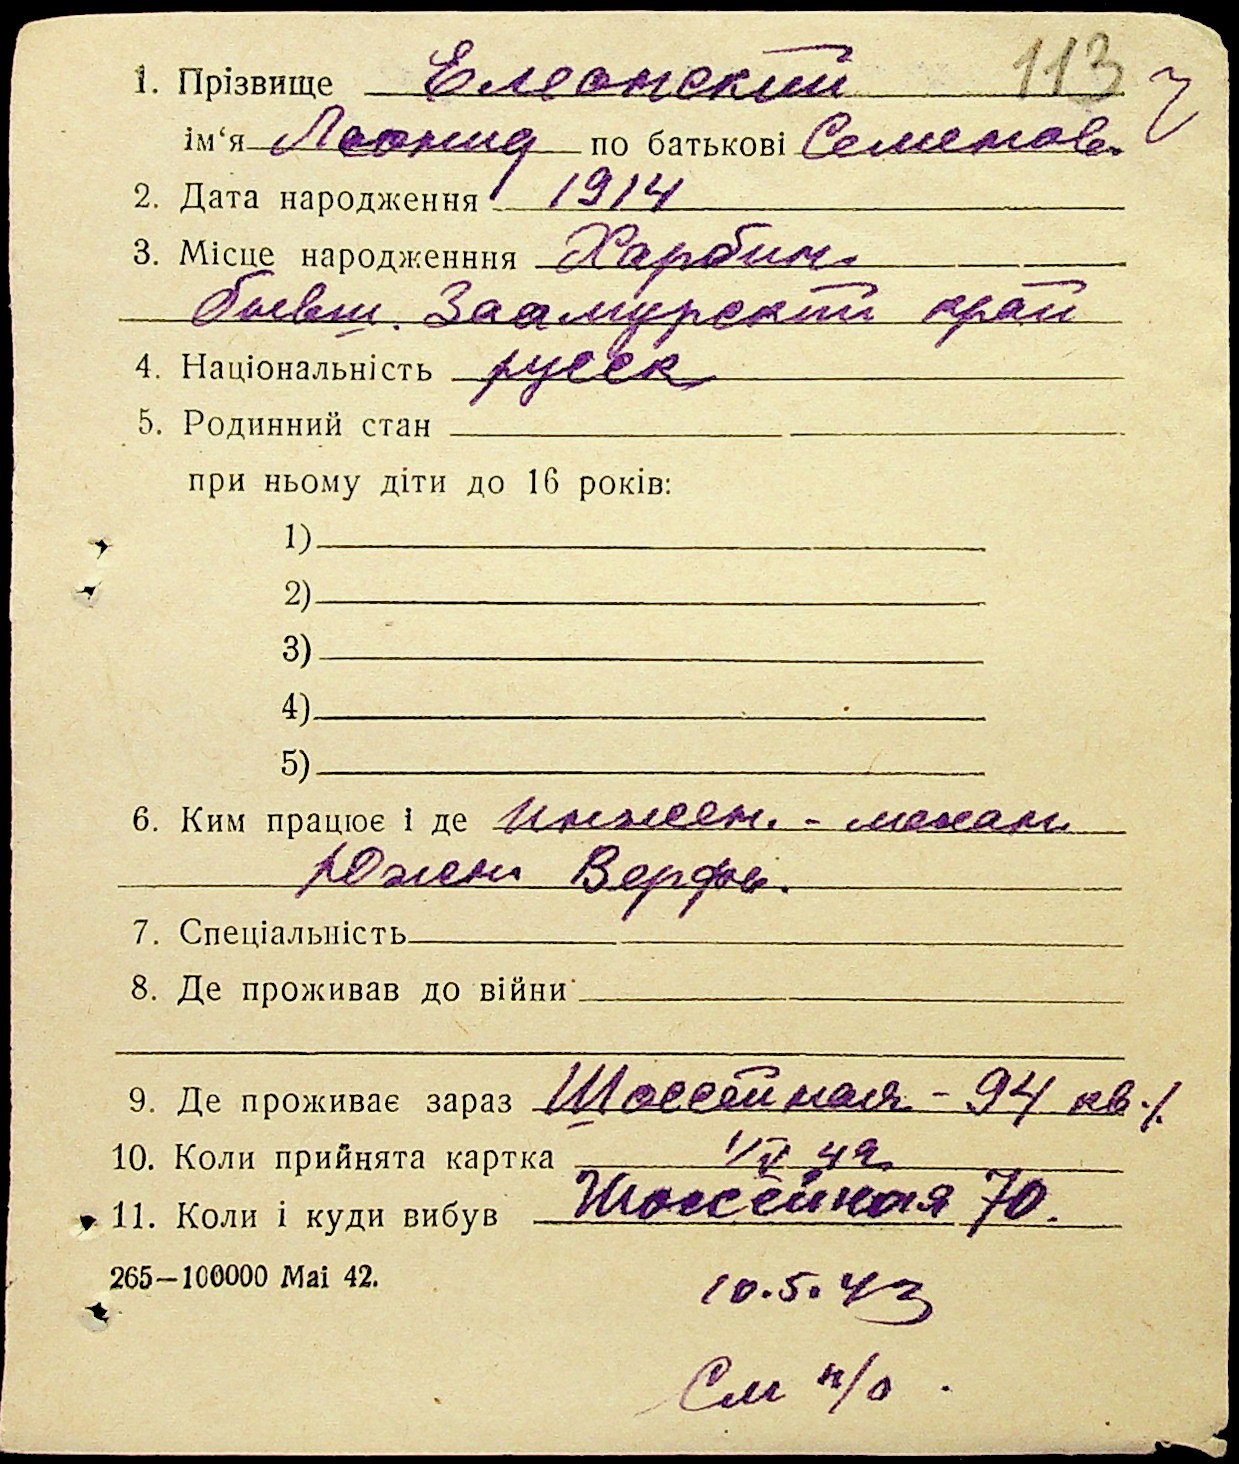 113
1. Прізвище Елеонский
ім‘я Леонид по батькові Семенов.
2. Дата народження 1914
3. Місце народженння Харбин.
бывш. Заамурский край
4. Національність русск
5. Родинний стан
при ньому діти до 16 років:
1)
2)
3)
4)
5)
6. Ким працює і де инжен. - механ
Южн. Верфь.
7. Спеціальність
8. Де проживав до війни
9. Де проживає зараз Шоссейная - 94 кв. 1.
10. Коли прийнята картка
11. Коли і куди вибув Шоссейная 70.
265—100000 Mai 42.
10.5.43
См н/о.